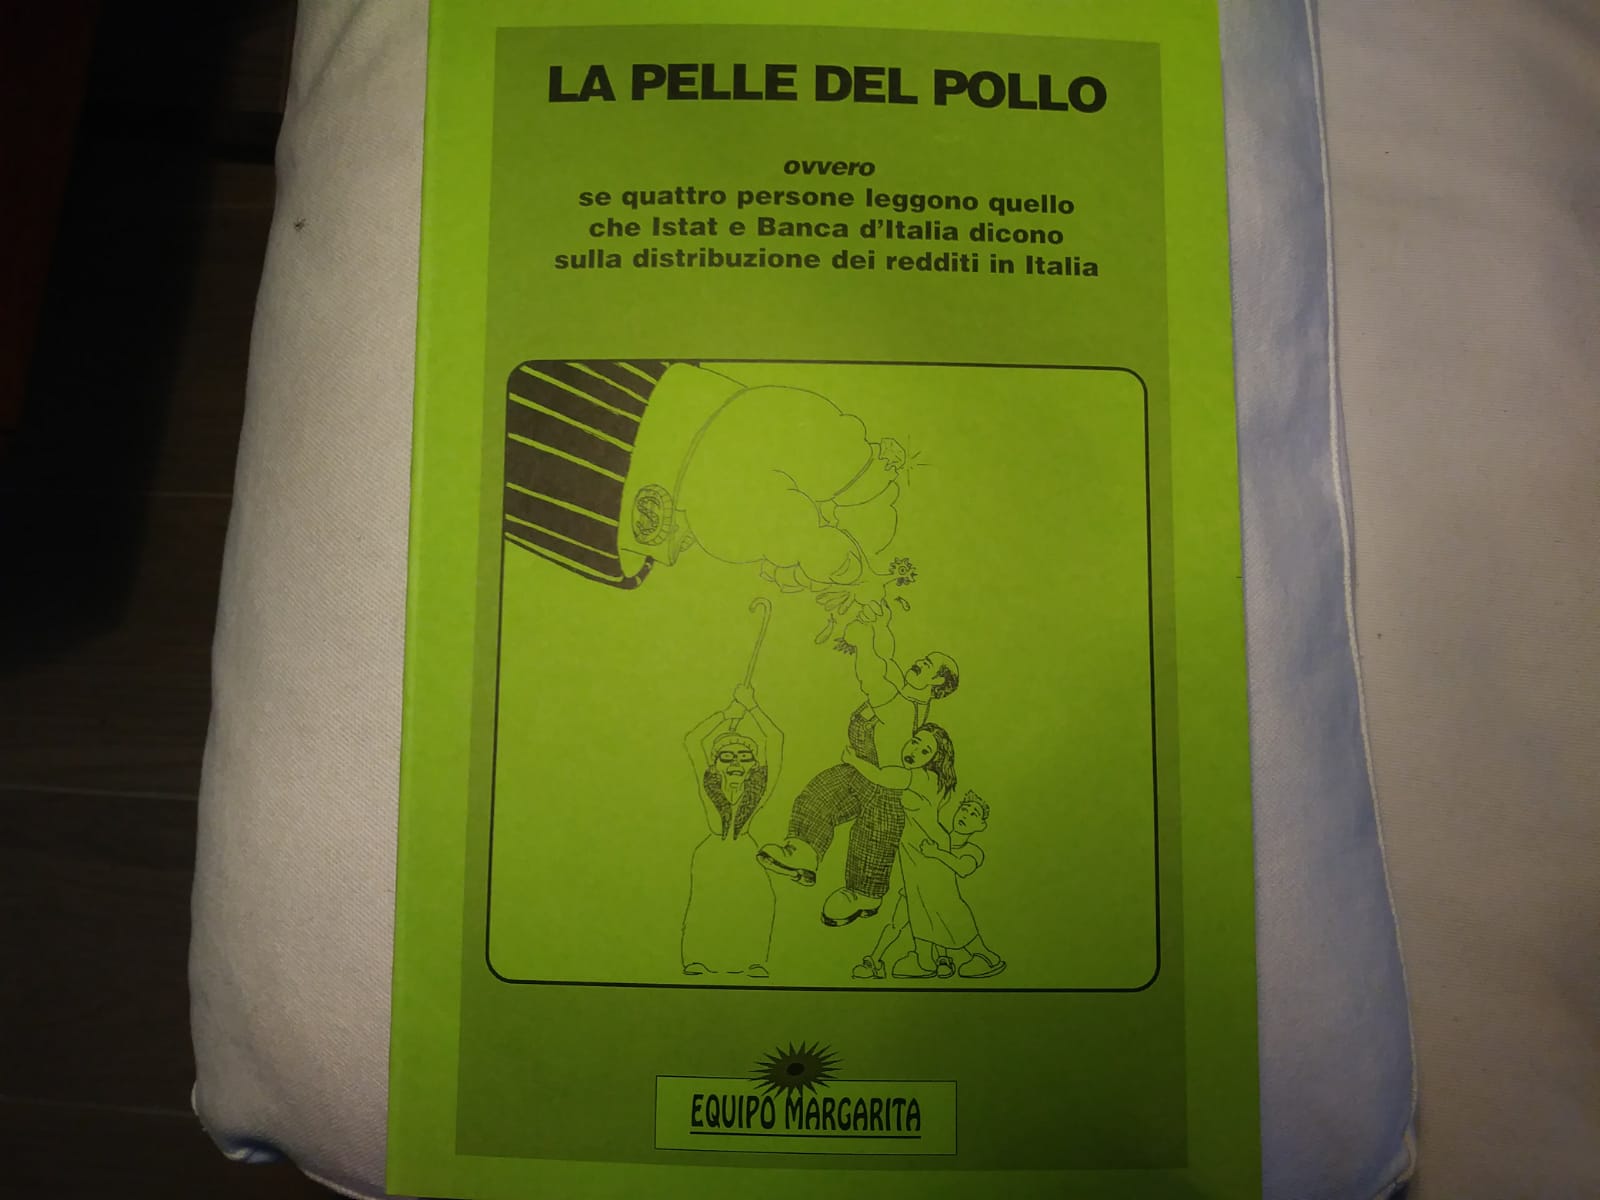 LA PELLE DEL POLLO
ovvero
se quattro persone leggono quello
che Istat e Banca d'Italia dicono
sulla distribuzione dei redditi in Italia
$
EQUIPO MARGARITA